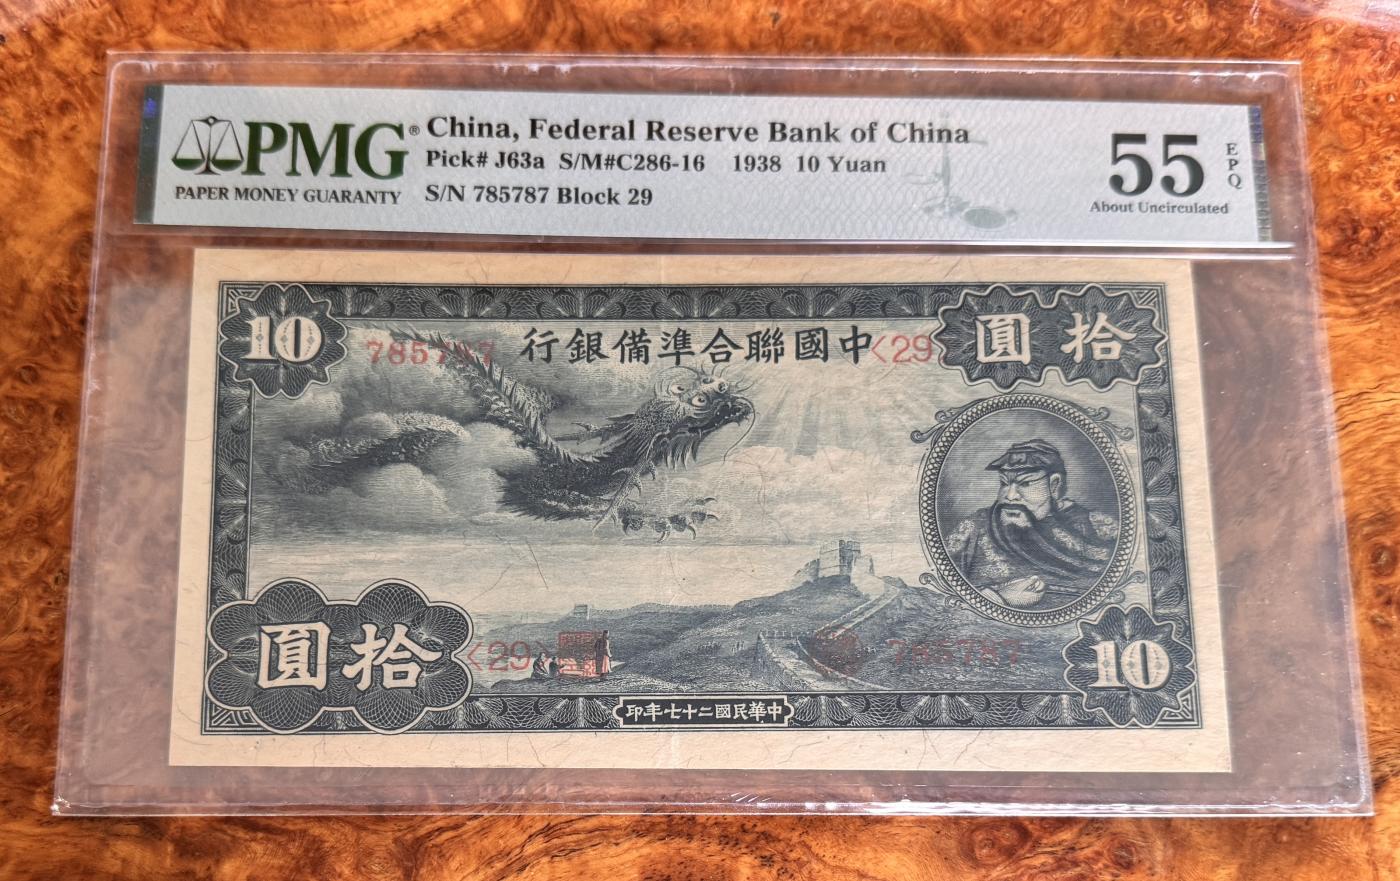 PMG®
PAPER MONEY GUARANTY
China, Federal Reserve Bank of China
Pick# J63a S/M#C286-16 1938 10 Yuan
S/N 785787 Block 29
55
EPQ
About Uncirculated
10
785787
行銀備準合聯國中
<29
圓拾
圓拾
<29>
785787
10
印年七十二國民華中